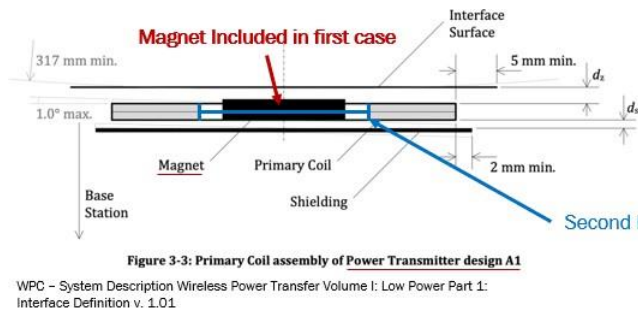 Magnet Included in first case
Interface
Surface
317 mm min.
5 mm min.
d₂
1.0° max.
dₛ
Magnet
Primary Coil
2 mm min.
Shielding
Base
Station
Second
Figure 3-3: Primary Coil assembly of Power Transmitter design A1
WPC – System Description Wireless Power Transfer Volume I: Low Power Part 1:
Interface Definition v. 1.01